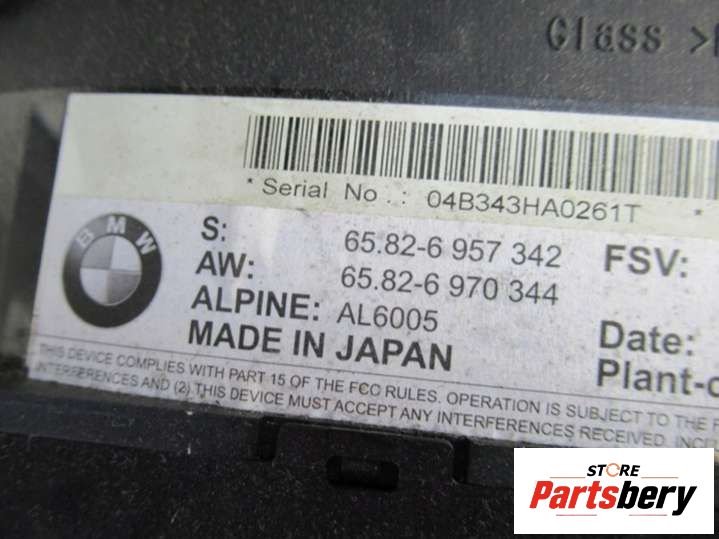 Glass >
* Serial No .: 04B343HA0261T *
BMW
S: 65.82-6 957 342 FSV:
AW: 65.82-6 970 344
ALPINE: AL6005 Date:
MADE IN JAPAN Plant-c
THIS DEVICE COMPLIES WITH PART 15 OF THE FCC RULES. OPERATION IS SUBJECT TO THE F
INTERFERENCES AND (2) THIS DEVICE MUST ACCEPT ANY INTERFERENCES RECEIVED, INCL
STORE
Partsbery